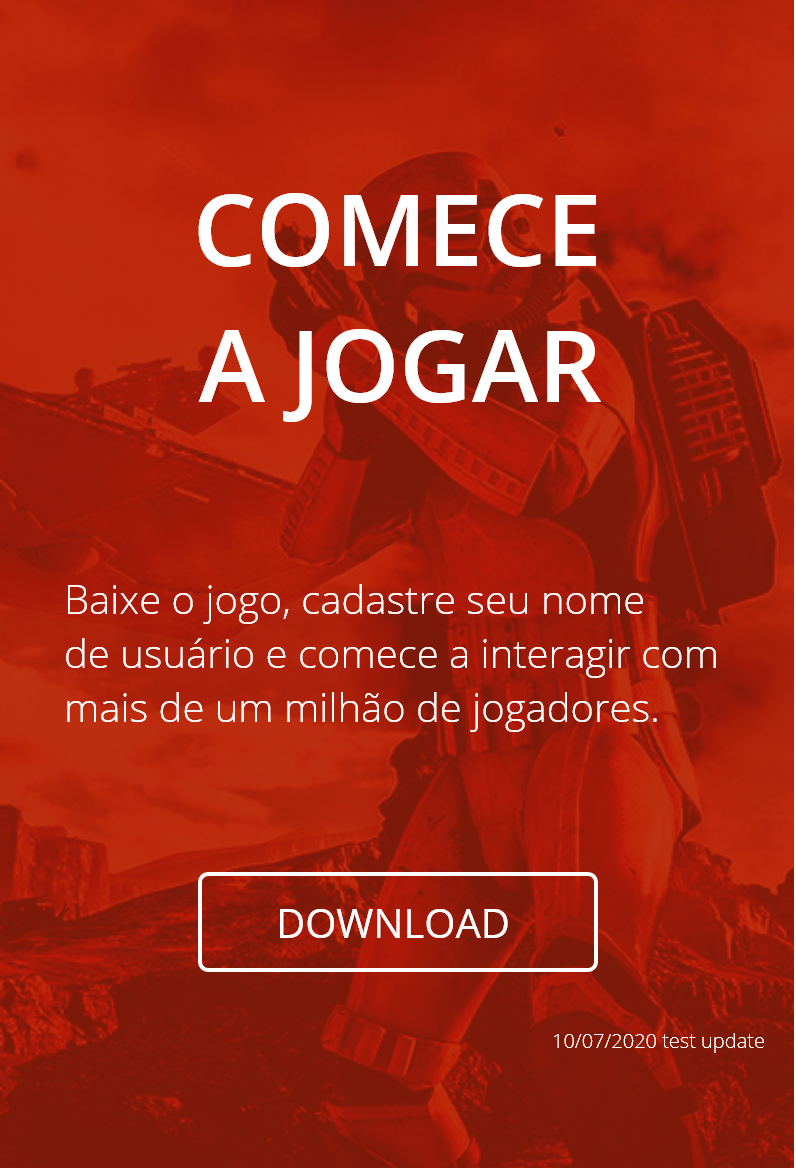 COMECE
A JOGAR
Baixe o jogo, cadastre seu nome
de usuário e comece a interagir com
mais de um milhão de jogadores.
DOWNLOAD
10/07/2020 test update